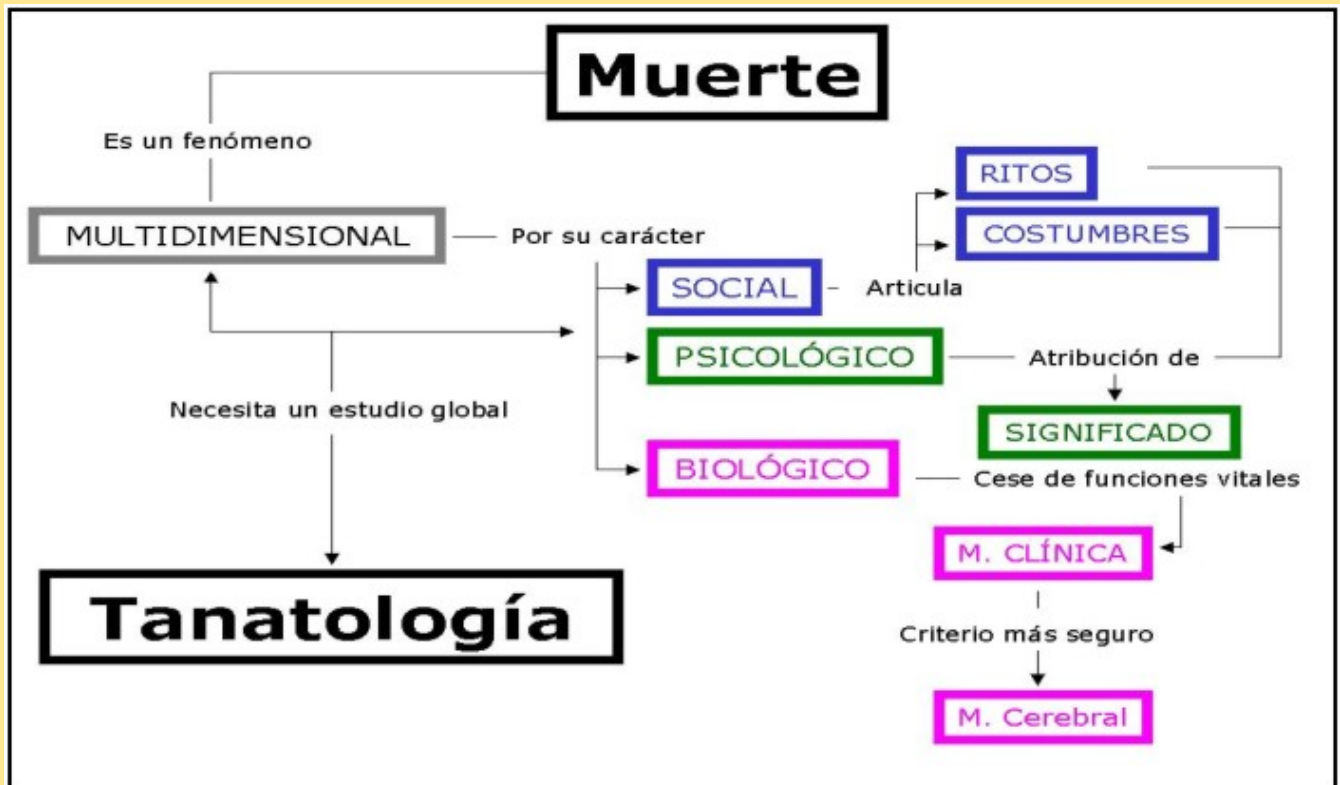 Muerte
Es un fenómeno
MULTIDIMENSIONAL
Por su carácter
SOCIAL
Articula
RITOS
COSTUMBRES
PSICOLÓGICO
Atribución de
SIGNIFICADO
Necesita un estudio global
BIOLÓGICO
Cese de funciones vitales
M. CLÍNICA
Criterio más seguro
M. Cerebral
Tanatología